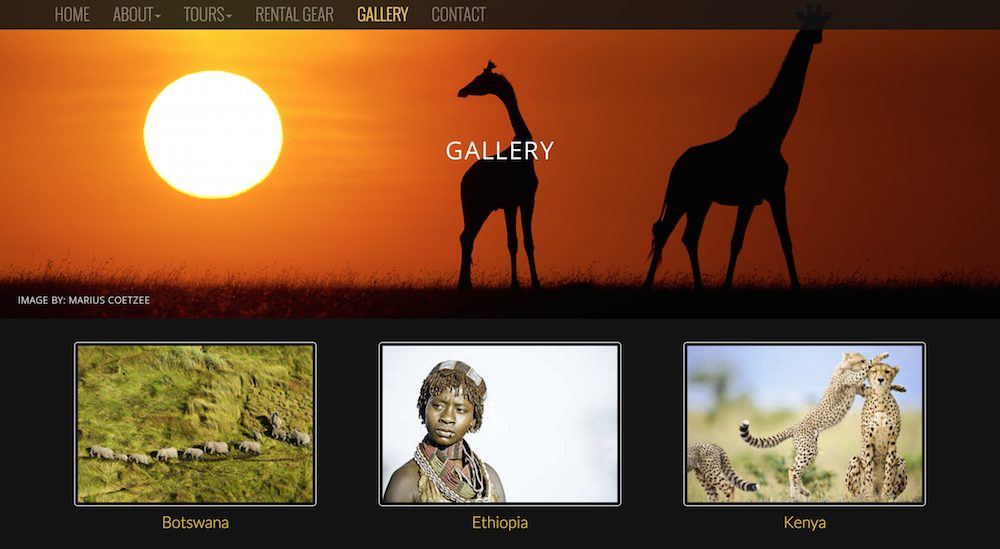 HOME ABOUT TOURS RENTAL GEAR GALLERY CONTACT
GALLERY
IMAGE BY: MARIUS COETZEE
Botswana Ethiopia Kenya